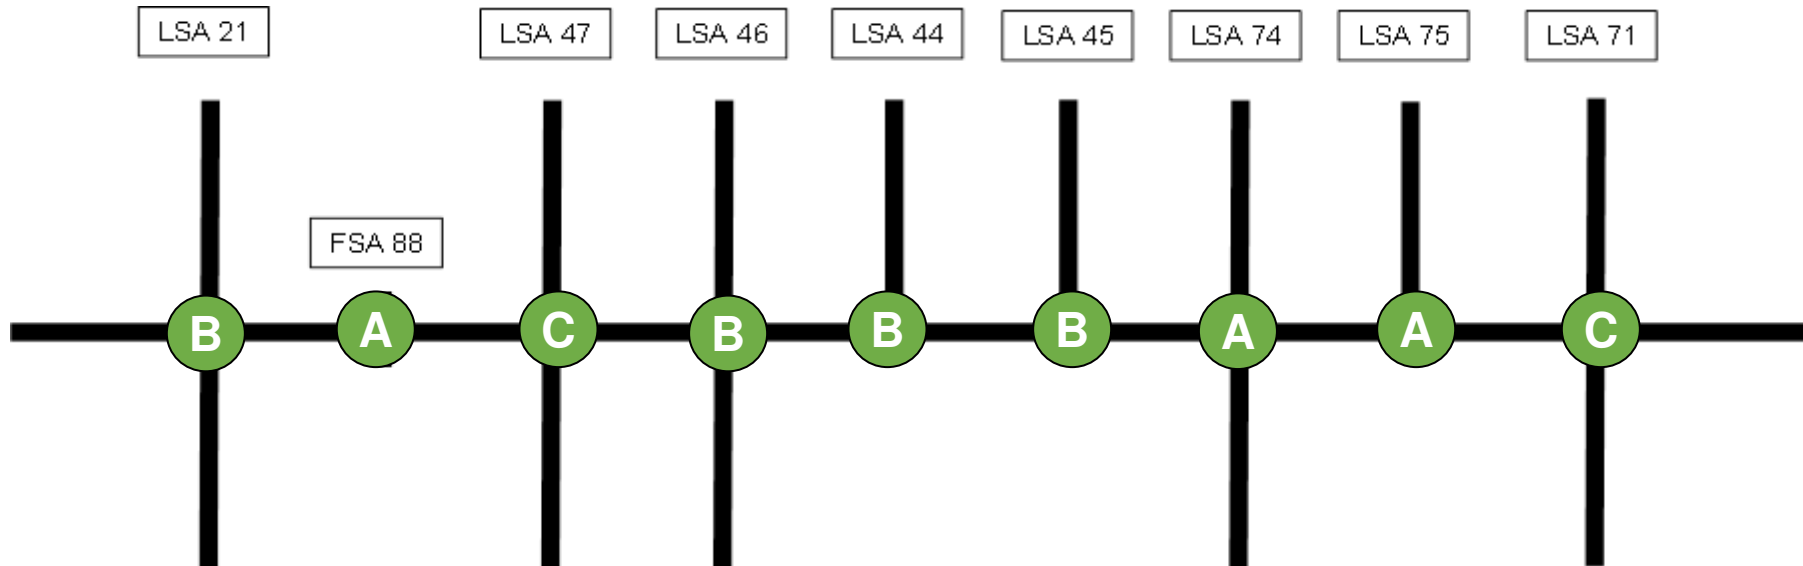 LSA 21
LSA 47
LSA 46
LSA 44
LSA 45
LSA 74
LSA 75
LSA 71
FSA 88
B
A
C
B
B
B
A
A
C